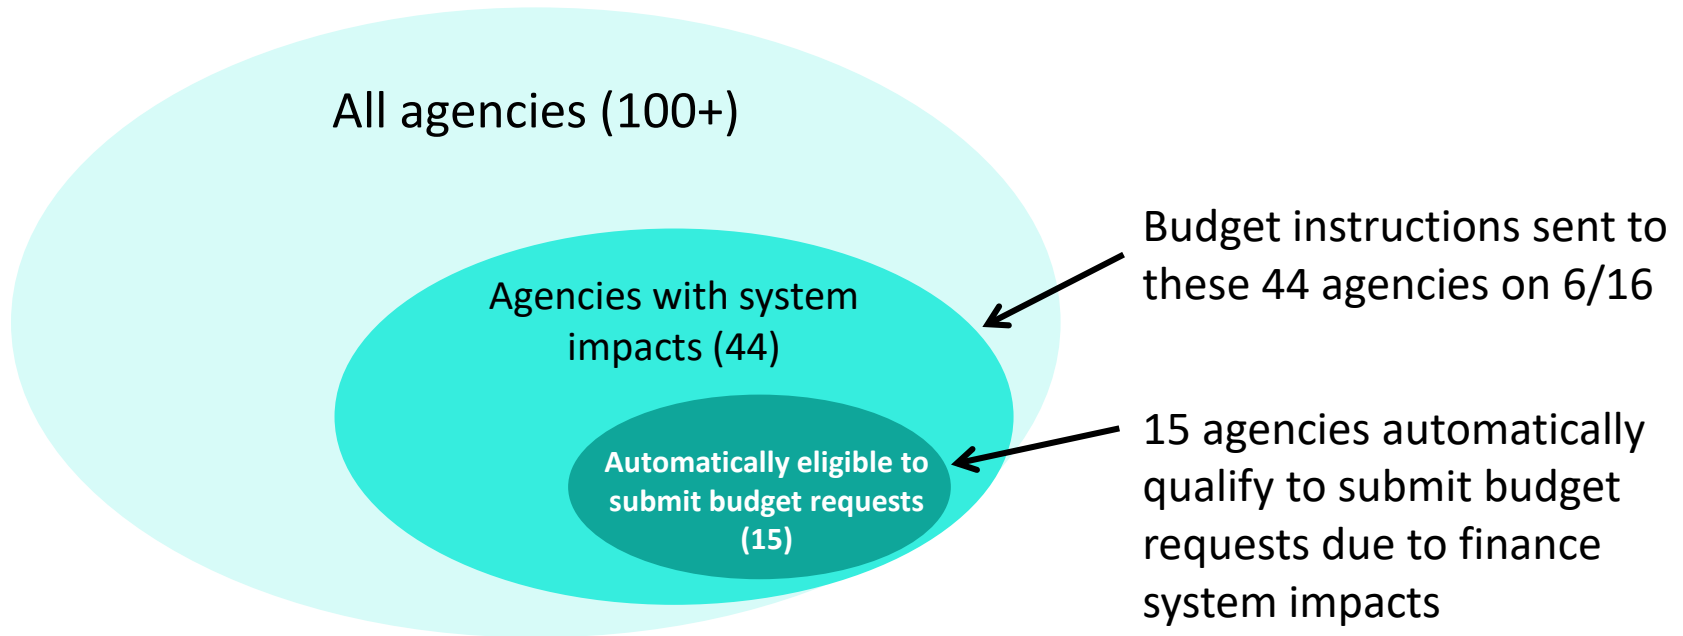 All agencies (100+)
Agencies with system
impacts (44)
Automatically eligible to
submit budget requests
(15)
Budget instructions sent to
these 44 agencies on 6/16
15 agencies automatically
qualify to submit budget
requests due to finance
system impacts